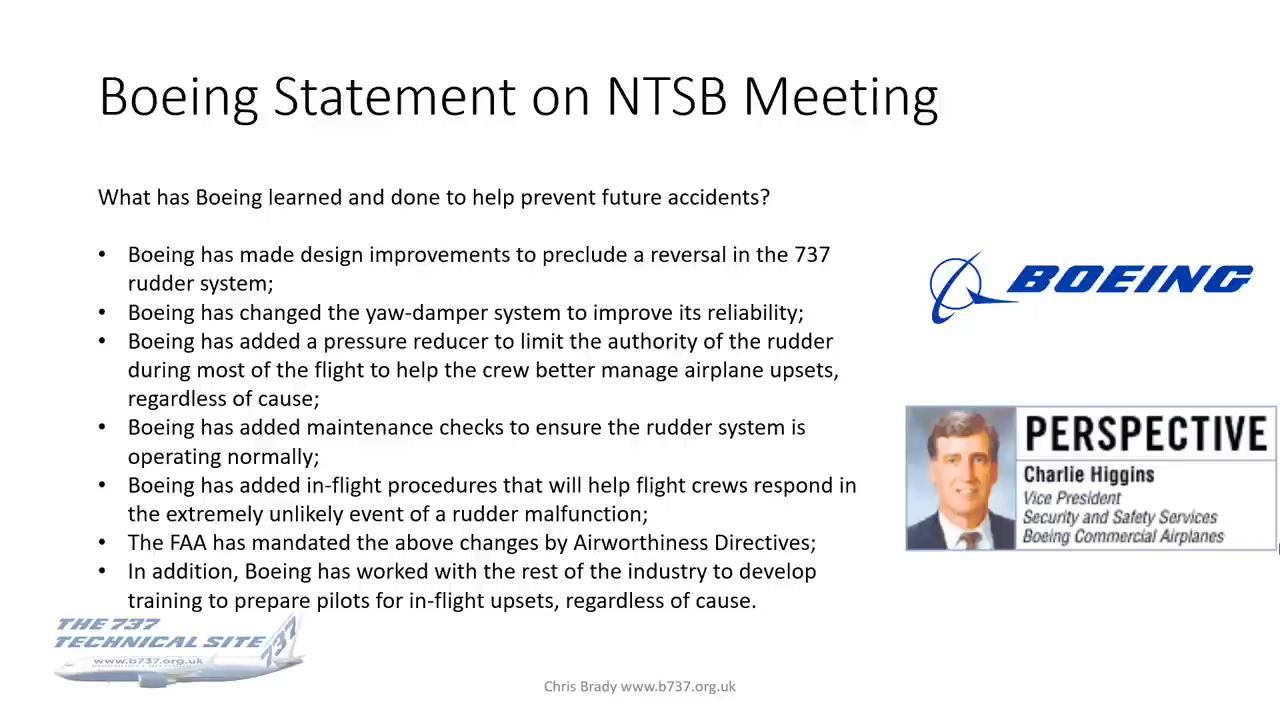 Boeing Statement on NTSB Meeting
What has Boeing learned and done to help prevent future accidents?
• Boeing has made design improvements to preclude a reversal in the 737
rudder system;
• Boeing has changed the yaw-damper system to improve its reliability;
• Boeing has added a pressure reducer to limit the authority of the rudder
during most of the flight to help the crew better manage airplane upsets,
regardless of cause;
• Boeing has added maintenance checks to ensure the rudder system is
operating normally;
• Boeing has added in-flight procedures that will help flight crews respond in
the extremely unlikely event of a rudder malfunction;
• The FAA has mandated the above changes by Airworthiness Directives;
• In addition, Boeing has worked with the rest of the industry to develop
training to prepare pilots for in-flight upsets, regardless of cause.
BOEING
PERSPECTIVE
Charlie Higgins
Vice President
Security and Safety Services
Boeing Commercial Airplanes
THE 737
TECHNICAL SITE
737
www.b737.org.uk
Chris Brady www.b737.org.uk